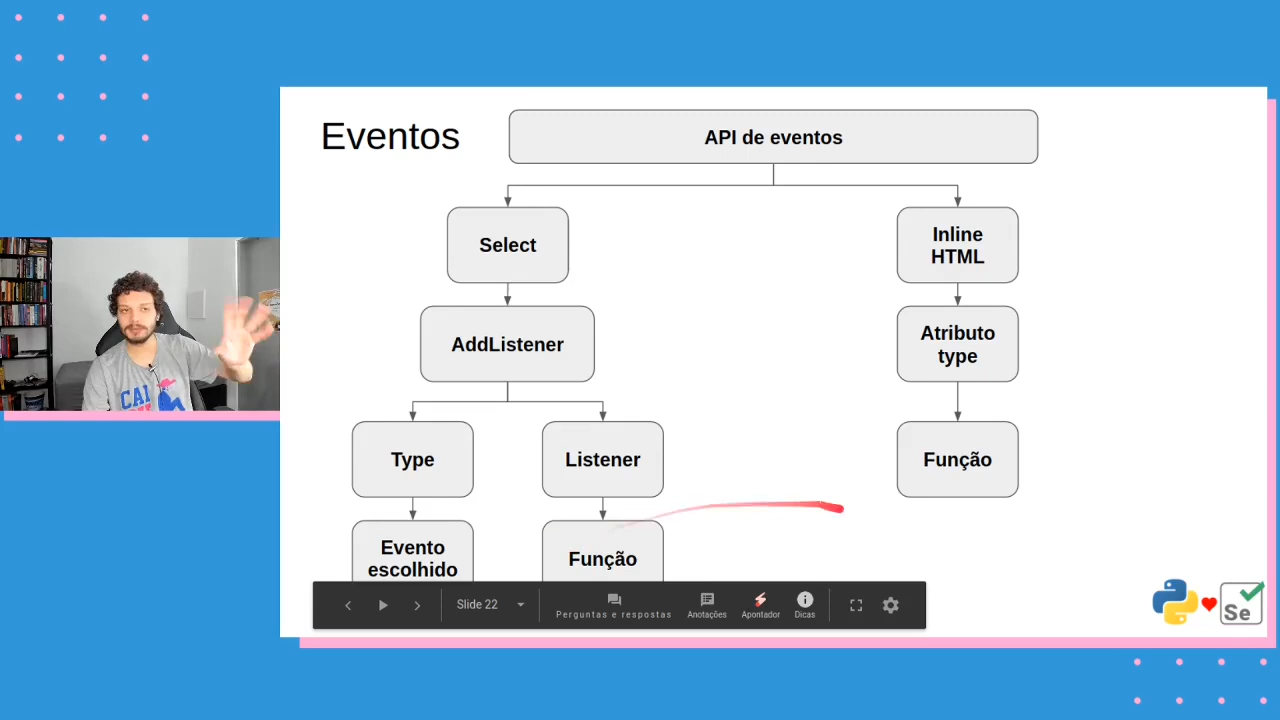 Eventos
API de eventos
Select
Inline
HTML
AddListener
Atributo
type
Type
Listener
Função
Evento
escolhido
Função
Slide 22
Perguntas e respostas
Anotações
Apontador
Dicas
CAL
Se